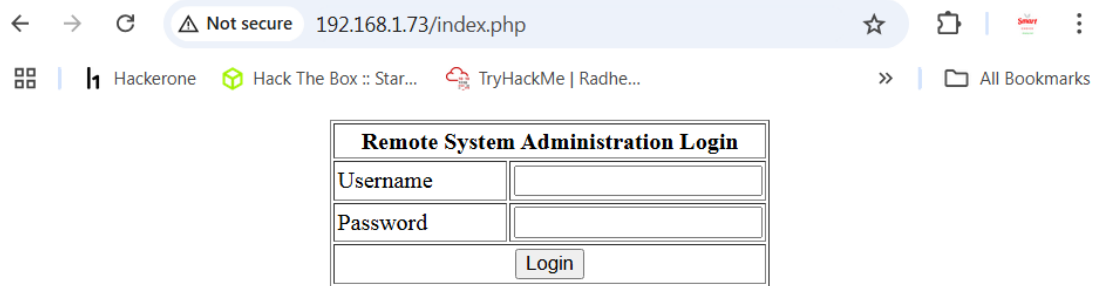 Not secure 192.168.1.73/index.php Smart
Hackerone Hack The Box :: Star... TryHackMe | Radhe... » All Bookmarks
Remote System Administration Login
Username
Password
Login